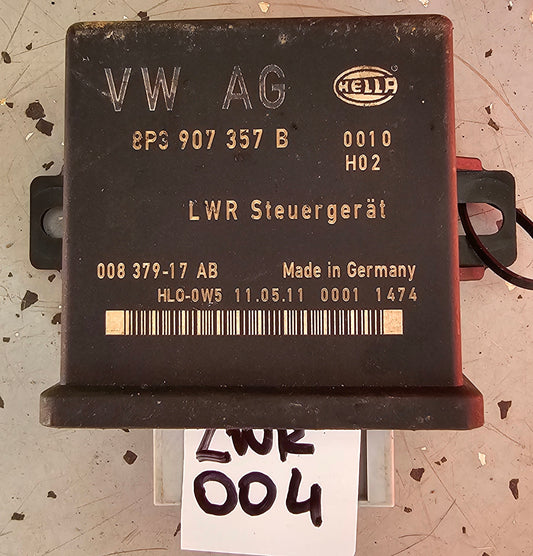 VW AG HELLA
8P3 907 357 B 0010
H02
LWR Steuergerät
008 379-17 AB Made in Germany
HLO-0W5 11.05.11 0001 1474
LWR
004